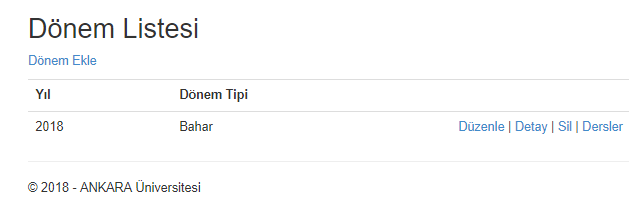 Dönem Listesi
Dönem Ekle
Yıl Dönem Tipi
2018 Bahar Düzenle | Detay | Sil | Dersler
© 2018 - ANKARA Üniversitesi